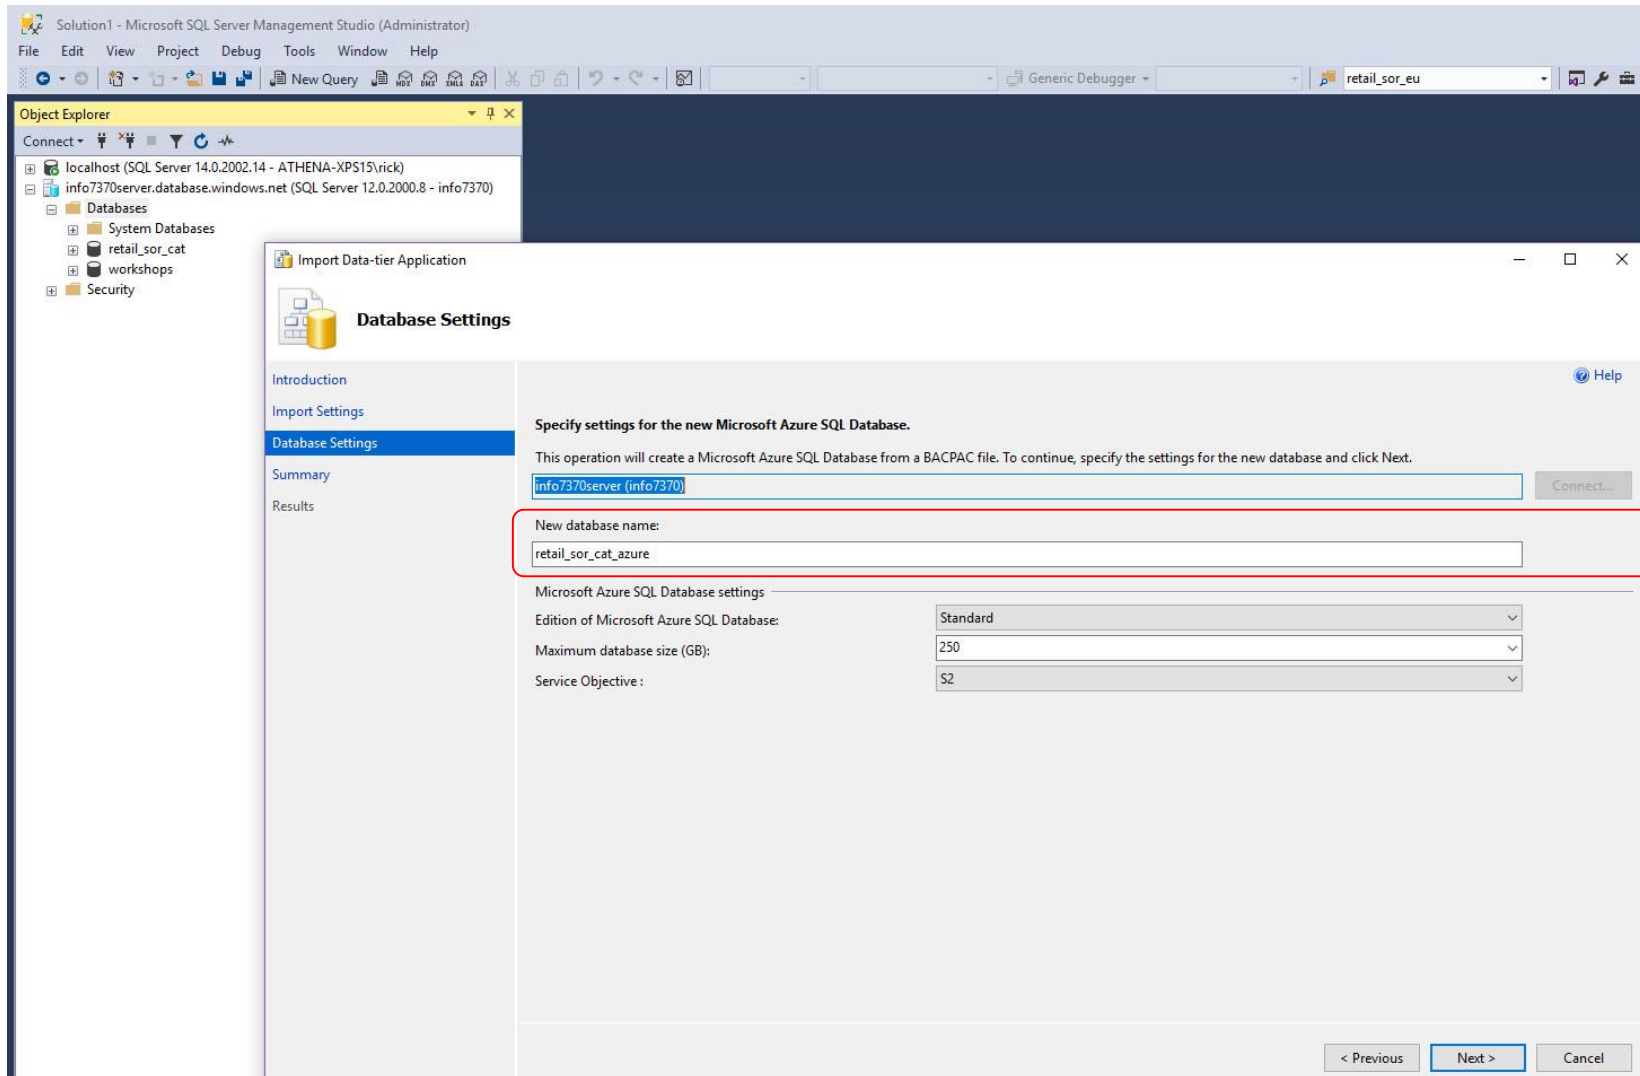 Solution1 - Microsoft SQL Server Management Studio (Administrator)
File Edit View Project Debug Tools Window Help
New Query MDX DMX XMLA DAX Generic Debugger retail_sor_eu
Object Explorer
Connect
localhost (SQL Server 14.0.2002.14 - ATHENA-XPS15\rick)
info7370server.database.windows.net (SQL Server 12.0.2000.8 - info7370)
Databases
System Databases
retail_sor_cat
workshops
Security
Import Data-tier Application
Database Settings
Introduction
Import Settings
Database Settings
Summary
Results
Help
Specify settings for the new Microsoft Azure SQL Database.
This operation will create a Microsoft Azure SQL Database from a BACPAC file. To continue, specify the settings for the new database and click Next.
info7370server (info7370) Connect...
New database name:
retail_sor_cat_azure
Microsoft Azure SQL Database settings
Edition of Microsoft Azure SQL Database: Standard
Maximum database size (GB): 250
Service Objective : S2
< Previous Next > Cancel